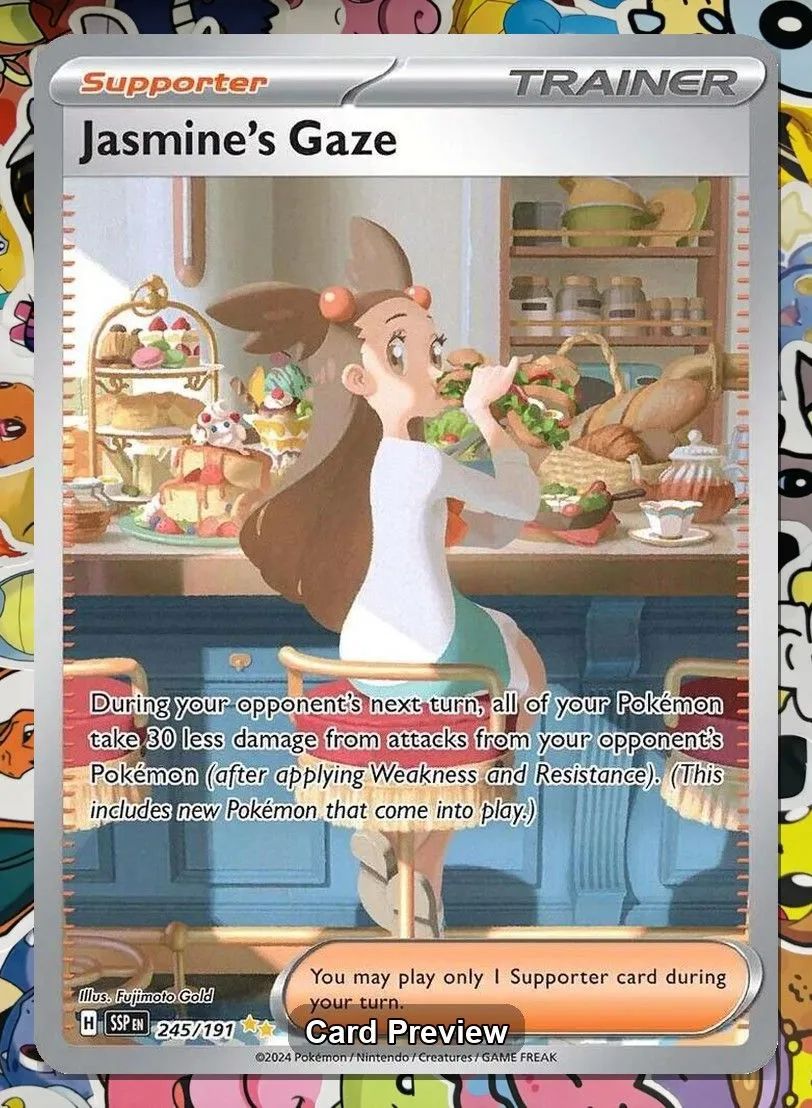 Supporter
TRAINER
Jasmine's Gaze
During your opponent's next turn, all of your Pokémon
take 30 less damage from attacks from your opponent's
Pokémon (after applying Weakness and Resistance). (This
includes new Pokémon that come into play.)
You may play only 1 Supporter card during
your turn.
Illus. Fujimoto Gold
H SSP EN 245/191
Card Preview
©2024 Pokémon / Nintendo / Creatures / GAME FREAK